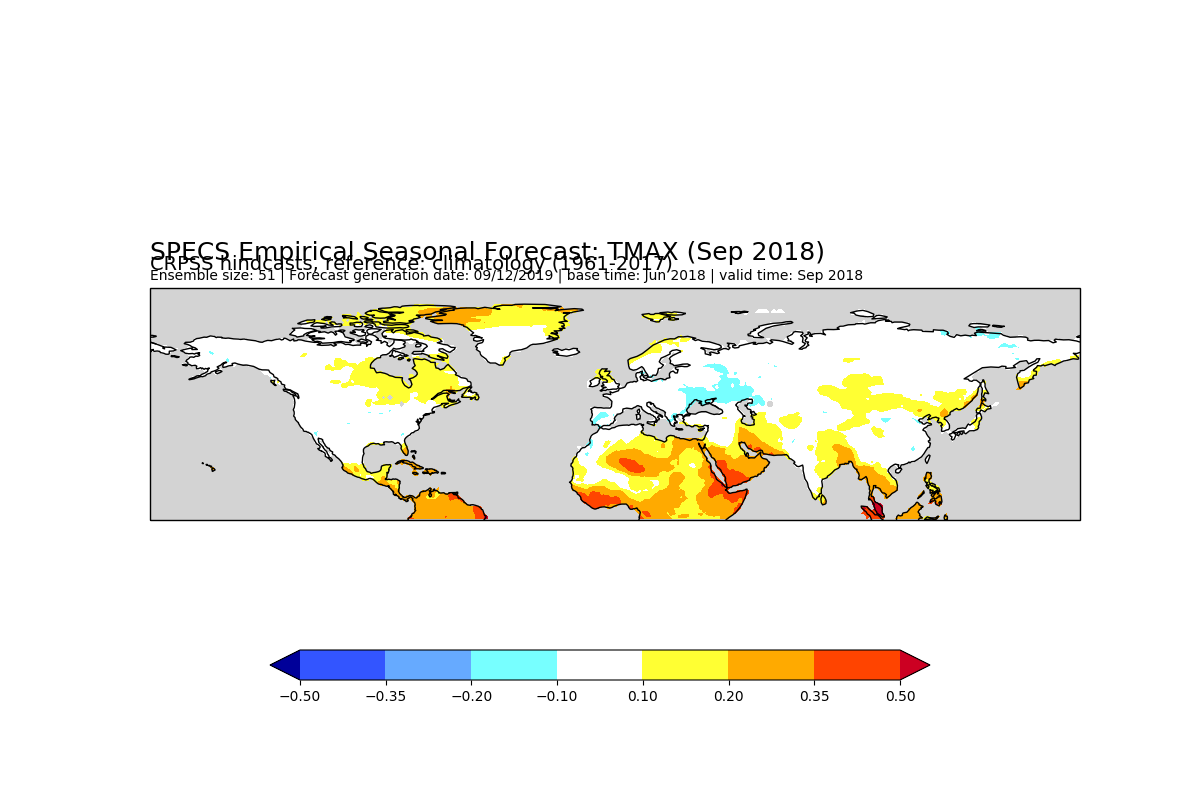 SPECS Empirical Seasonal Forecast: TMAX (Sep 2018)
CRPSS hindcasts, reference: climatology (1961-2017)
Ensemble size: 51 | Forecast generation date: 09/12/2019 | base time: Jun 2018 | valid time: Sep 2018
−0.50 −0.35 −0.20 −0.10 0.10 0.20 0.35 0.50